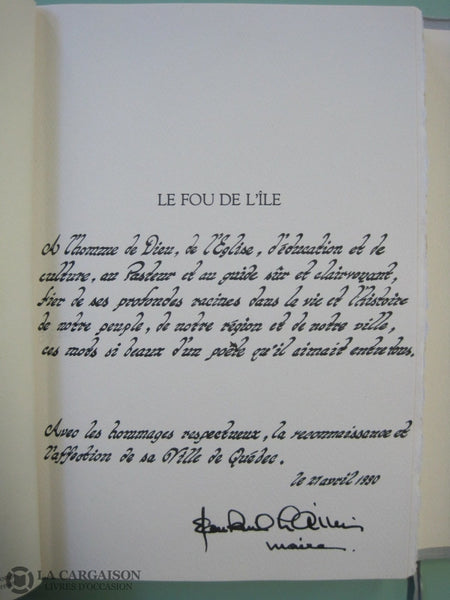 LE FOU DE L'ÎLE
A l'homme de Dieu, de l'Eglise, d'éducation et de
culture, au Pasteur et au guide sûr et clairvoyant,
fier de ses profondes racines dans la vie et l'histoire
de notre peuple, de notre région et de notre ville,
ces mots si beaux d'un poète qu'il aimait entre tous.
Avec les hommages respectueux, la reconnaissance et
l'affection de sa Ville de Québec.
le 27 avril 1990
maire.
LA CARGAISON
LIVRES D'OCCASION